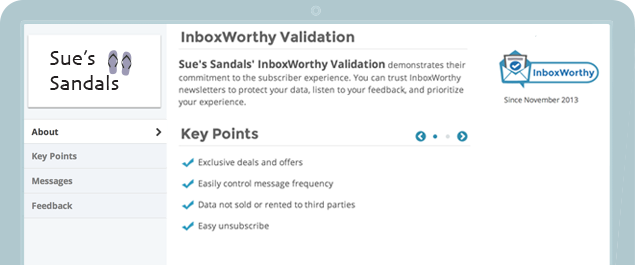 Sue's
Sandals
About
Key Points
Messages
Feedback
InboxWorthy Validation
Sue's Sandals' InboxWorthy Validation demonstrates their
commitment to the subscriber experience. You can trust InboxWorthy
newsletters to protect your data, listen to your feedback, and prioritize
your experience.
Key Points
Exclusive deals and offers
Easily control message frequency
Data not sold or rented to third parties
Easy unsubscribe
InboxWorthy
Since November 2013